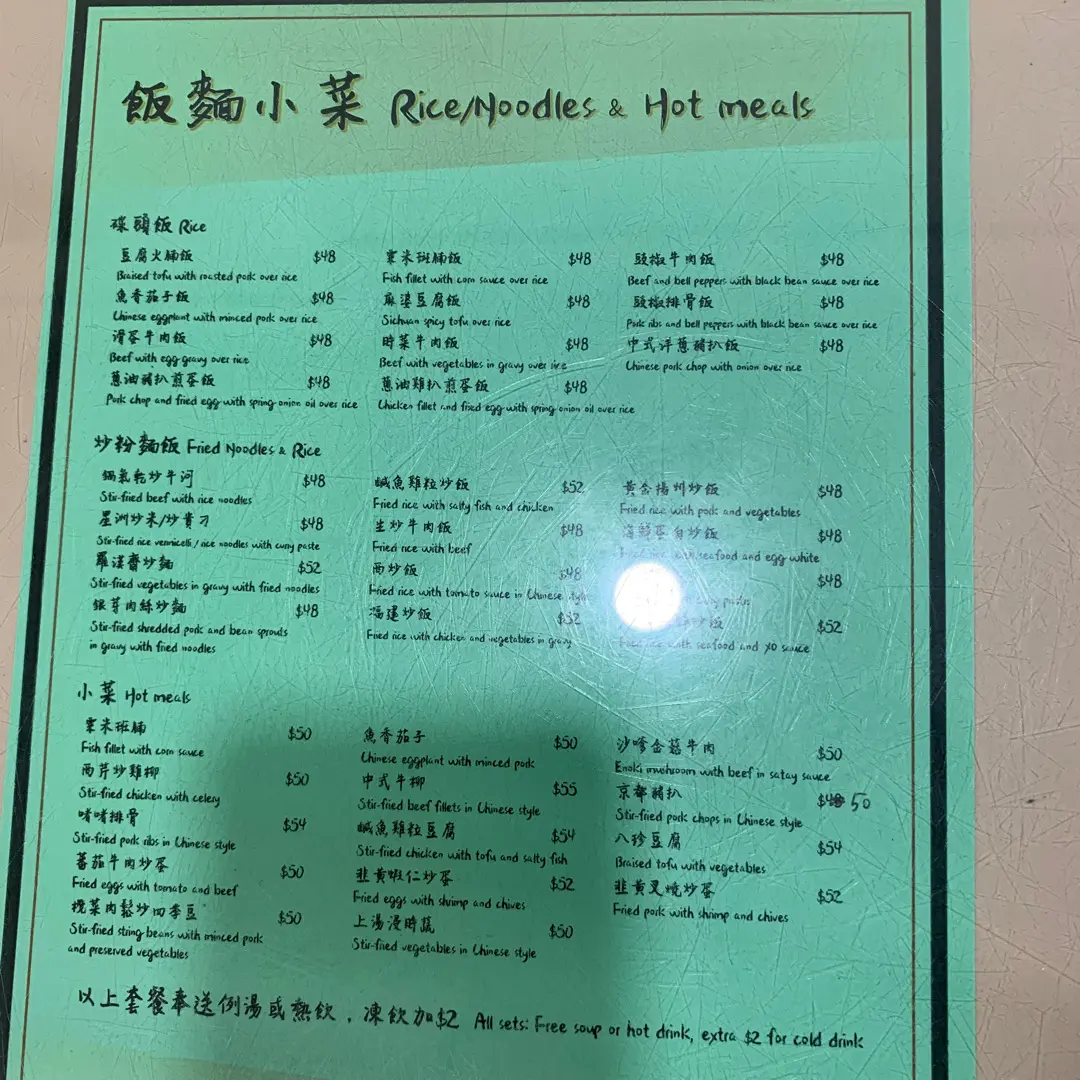 飯麵小菜 Rice/Noodles & Hot meals
碟頭飯 Rice
豆腐火腩飯 $48
Braised tofu with roasted pork over rice
粟米班腩飯 $48
Fish fillet with corn sauce over rice
豉椒牛肉飯 $48
Beef and bell peppers with black bean sauce over rice
魚香茄子飯 $48
Chinese eggplant with minced pork over rice
麻婆豆腐飯 $48
Sichuan spicy tofu over rice
豉椒排骨飯 $48
Pork ribs and bell peppers with black bean sauce over rice
滑蛋牛肉飯 $48
Beef with egg gravy over rice
時菜牛肉飯 $48
Beef with vegetables in gravy over rice
中式洋蔥豬扒飯 $48
Chinese pork chop with onion over rice
蔥油豬扒煎蛋飯 $48
Pork chop and fried egg with spring onion oil over rice
蔥油雞扒煎蛋飯 $48
Chicken fillet and fried egg with spring onion oil over rice
炒粉麵飯 Fried Noodles & Rice
鍋氣乾炒牛河 $48
Stir-fried beef with rice noodles
鹹魚雞粒炒飯 $52
Fried rice with salty fish and chicken
黃金揚州炒飯 $48
Fried rice with pork and vegetables
星洲炒米/炒貴刁 $48
Stir-fried rice vermicelli / rice noodles with curry paste
生炒牛肉飯 $48
Fried rice with beef
海鮮蛋白炒飯 $48
Fried rice with seafood and egg white
羅漢齋炒麵 $52
Stir-fried vegetables in gravy with fried noodles
西炒飯 $48
Fried rice with tomato sauce in Chinese style
$48
銀芽肉絲炒麵 $48
Stir-fried shredded pork and bean sprouts
in gravy with fried noodles
福建炒飯 $52
Fried rice with chicken and vegetables in gravy
炒飯 $52
Fried rice with seafood and XO sauce
小菜 Hot meals
粟米班腩 $50
Fish fillet with corn sauce
魚香茄子 $50
Chinese eggplant with minced pork
沙嗲金菇牛肉 $50
Enoki mushroom with beef in satay sauce
西芹炒雞柳 $50
Stir-fried chicken with celery
中式牛柳 $55
Stir-fried beef fillets in Chinese style
京都豬扒 50
Stir-fried pork chops in Chinese style
啫啫排骨 $54
Stir-fried pork ribs in Chinese style
鹹魚雞粒豆腐 $54
Stir-fried chicken with tofu and salty fish
八珍豆腐 $54
Braised tofu with vegetables
蕃茄牛肉炒蛋 $50
Fried eggs with tomato and beef
韭黃蝦仁炒蛋 $52
Fried eggs with shrimp and chives
韭黃叉燒炒蛋 $52
Fried pork with shrimp and chives
欖菜肉鬆炒四季豆 $50
Stir-fried string beans with minced pork
and preserved vegetables
上湯浸時蔬 $50
Stir-fried vegetables in Chinese style
以上套餐奉送例湯或熱飲，凍飲加$2 All sets: Free soup or hot drink, extra $2 for cold drink